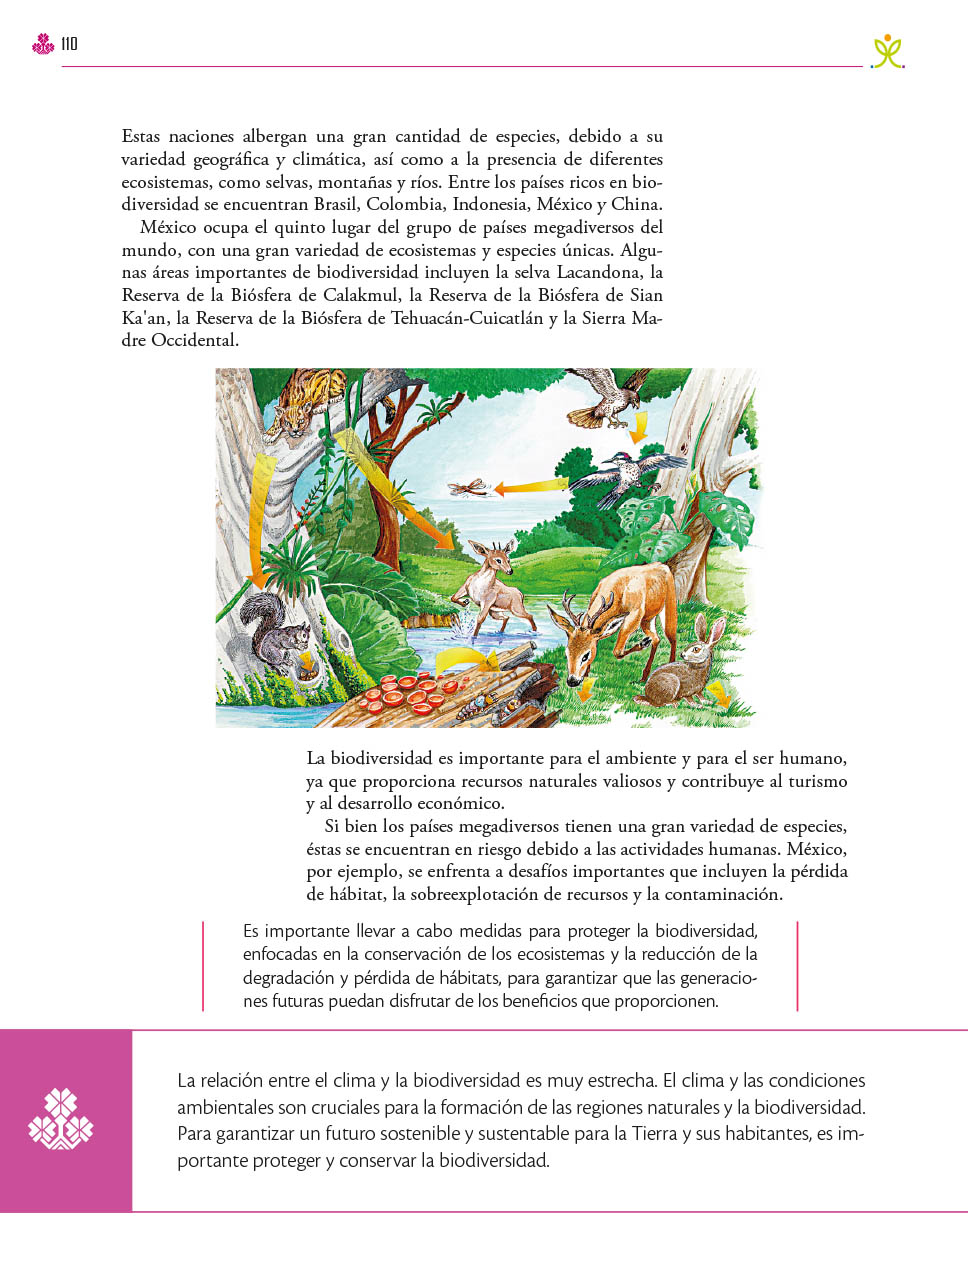 110
Estas naciones albergan una gran cantidad de especies, debido a su
variedad geográfica y climática, así como a la presencia de diferentes
ecosistemas, como selvas, montañas y ríos. Entre los países ricos en bio-
diversidad se encuentran Brasil, Colombia, Indonesia, México y China.
México ocupa el quinto lugar del grupo de países megadiversos del
mundo, con una gran variedad de ecosistemas y especies únicas. Algu-
nas áreas importantes de biodiversidad incluyen la selva Lacandona, la
Reserva de la Biósfera de Calakmul, la Reserva de la Biósfera de Sian
Ka'an, la Reserva de la Biósfera de Tehuacán-Cuicatlán y la Sierra Ma-
dre Occidental.
La biodiversidad es importante para el ambiente y para el ser humano,
ya que proporciona recursos naturales valiosos y contribuye al turismo
y al desarrollo económico.
Si bien los países megadiversos tienen una gran variedad de especies,
éstas se encuentran en riesgo debido a las actividades humanas. México,
por ejemplo, se enfrenta a desafíos importantes que incluyen la pérdida
de hábitat, la sobreexplotación de recursos y la contaminación.
Es importante llevar a cabo medidas para proteger la biodiversidad,
enfocadas en la conservación de los ecosistemas y la reducción de la
degradación y pérdida de hábitats, para garantizar que las generacio-
nes futuras puedan disfrutar de los beneficios que proporcionen.
La relación entre el clima y la biodiversidad es muy estrecha. El clima y las condiciones
ambientales son cruciales para la formación de las regiones naturales y la biodiversidad.
Para garantizar un futuro sostenible y sustentable para la Tierra y sus habitantes, es im-
portante proteger y conservar la biodiversidad.